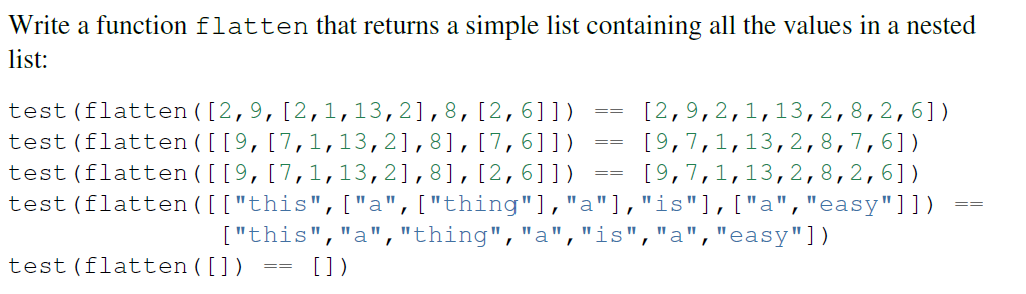 Write a function flatten that returns a simple list containing all the values in a nested
list:
test(flatten([2,9,[2,1,13,2],8,[2,6]]) == [2,9,2,1,13,2,8,2,6])
test(flatten([[9,[7,1,13,2],8],[7,6]]) == [9,7,1,13,2,8,7,6])
test(flatten([[9,[7,1,13,2],8],[2,6]]) == [9,7,1,13,2,8,2,6])
test(flatten([["this",["a",["thing"],"a"],"is"],["a","easy"]]) ==
["this","a","thing","a","is","a","easy"])
test(flatten([]) == [])